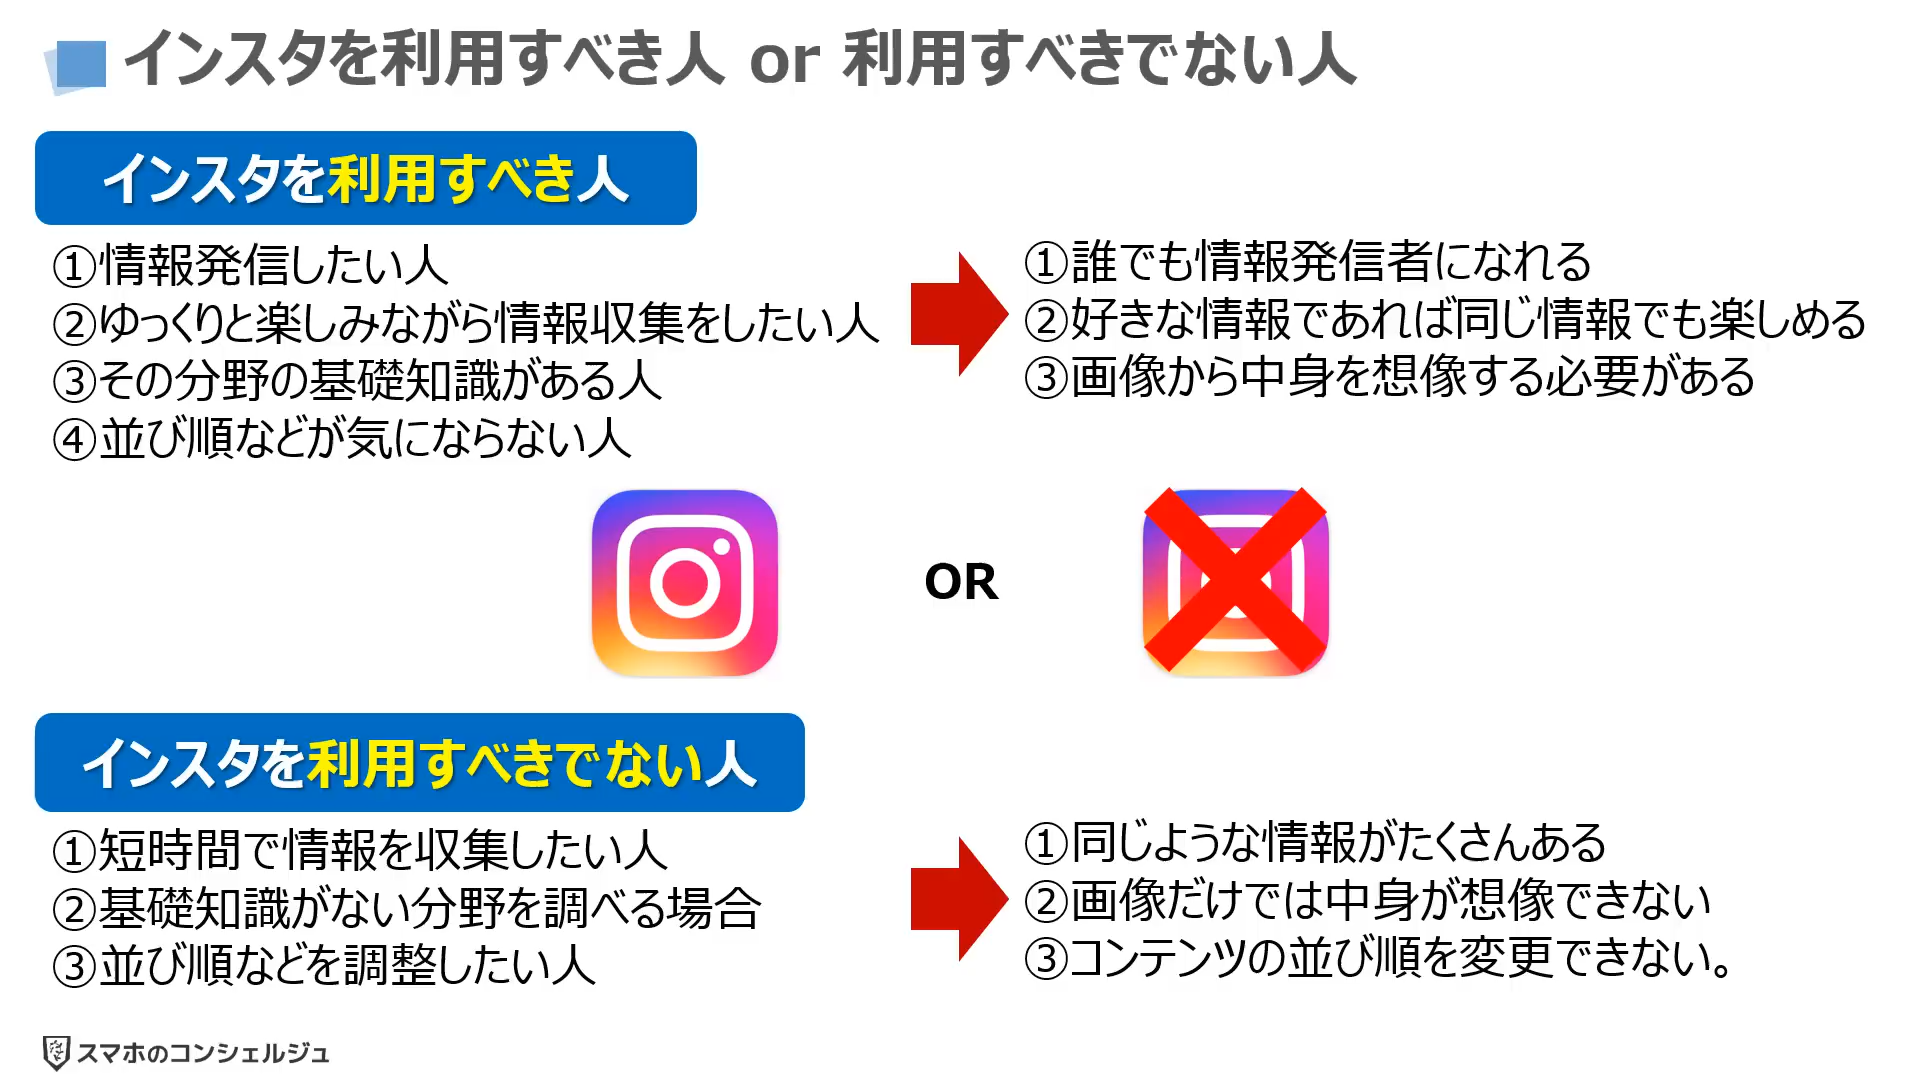 インスタを利用すべき人 or 利用すべきでない人
インスタを利用すべき人
①情報発信したい人
②ゆっくりと楽しみながら情報収集をしたい人
③その分野の基礎知識がある人
④並び順などが気にならない人
①誰でも情報発信者になれる
②好きな情報であれば同じ情報でも楽しめる
③画像から中身を想像する必要がある
OR
インスタを利用すべきでない人
①短時間で情報を収集したい人
②基礎知識がない分野を調べる場合
③並び順などを調整したい人
①同じような情報がたくさんある
②画像だけでは中身が想像できない
③コンテンツの並び順を変更できない。
スマホのコンシェルジュ